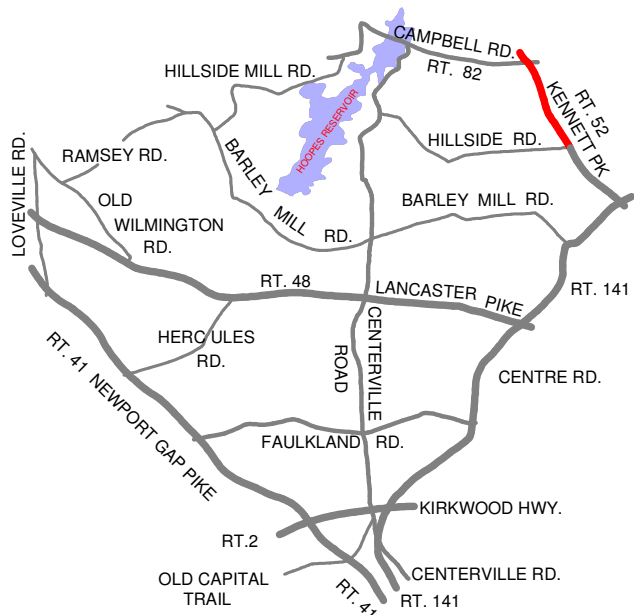 CAMPBELL RD.
RT. 82
HILLSIDE MILL RD.
HOOPES RESERVOIR
RT. 52
KENNETT PK
HILLSIDE RD.
RAMSEY RD.
BARLEY MILL RD.
BARLEY MILL RD.
LOVEVILLE RD.
OLD
WILMINGTON
RD.
RT. 141
RT. 48
LANCASTER PIKE
HERCULES
RD.
CENTERVILLE
ROAD
CENTRE RD.
RT. 41 NEWPORT GAP PIKE
FAULKLAND RD.
KIRKWOOD HWY.
RT.2
OLD CAPITAL
TRAIL
CENTERVILLE RD.
RT. 41
RT. 141